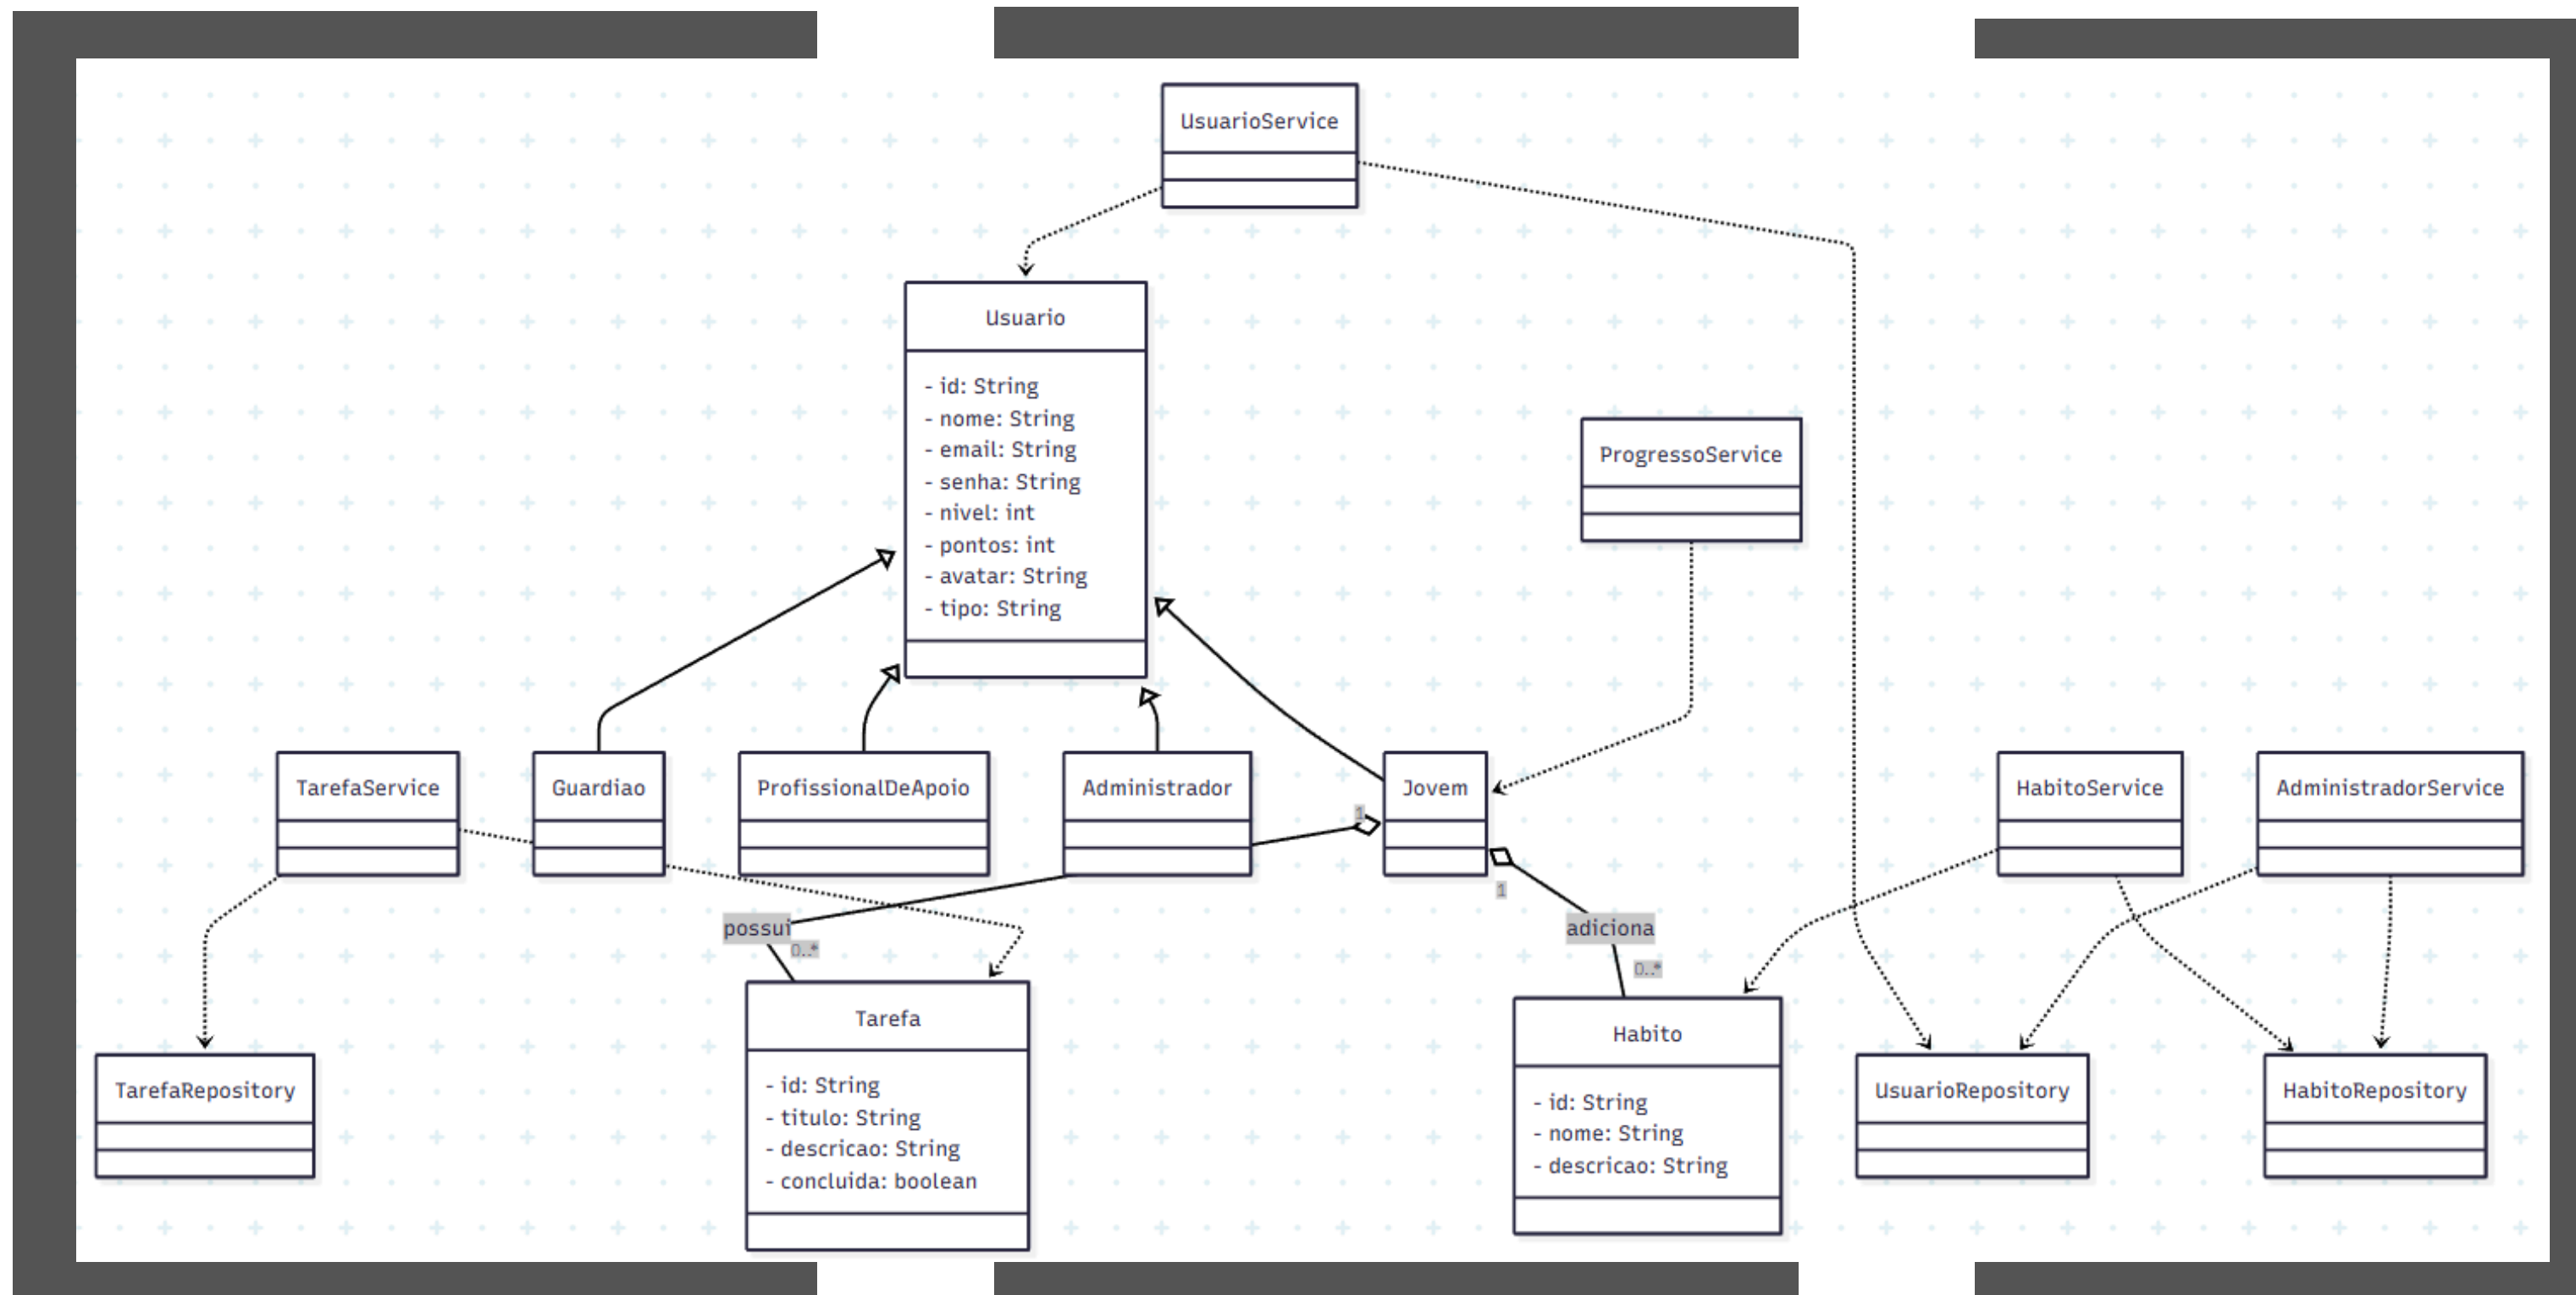 UsuarioService
Usuario
- id: String
- nome: String
- email: String
- senha: String
- nivel: int
- pontos: int
- avatar: String
- tipo: String
ProgressoService
TarefaService
Guardiao
ProfissionalDeApoio
Administrador
1
Jovem
HabitoService
AdministradorService
1
possui
0..*
adiciona
0..*
Tarefa
- id: String
- titulo: String
- descricao: String
- concluida: boolean
Habito
- id: String
- nome: String
- descricao: String
TarefaRepository
UsuarioRepository
HabitoRepository